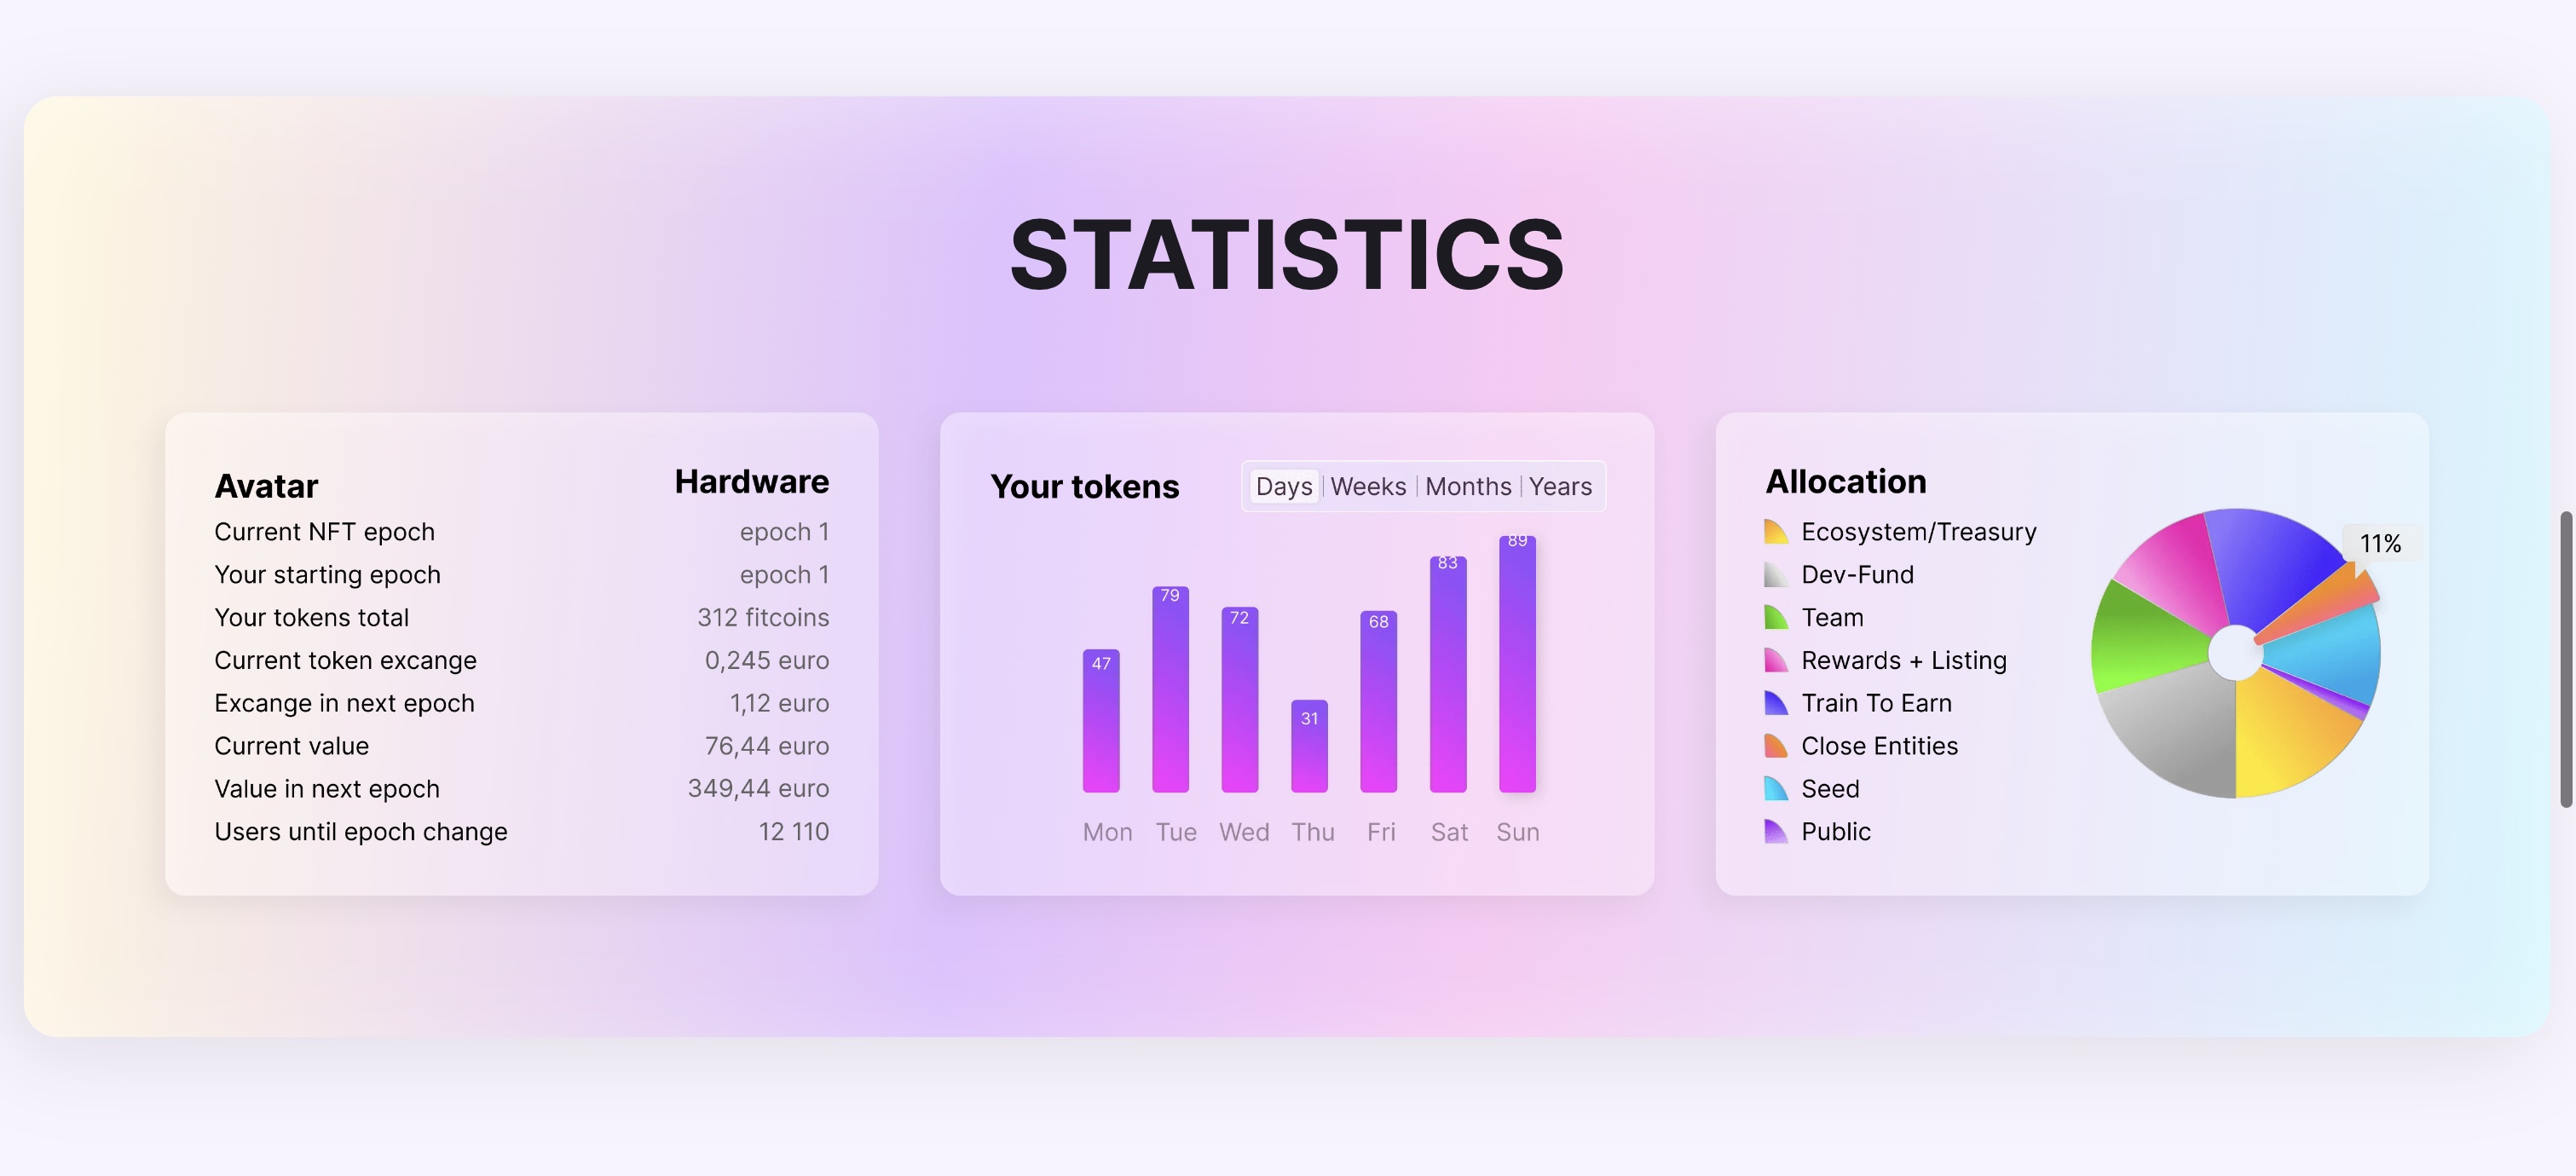 STATISTICS
Avatar Hardware
Current NFT epoch epoch 1
Your starting epoch epoch 1
Your tokens total 312 fitcoins
Current token excange 0,245 euro
Excange in next epoch 1,12 euro
Current value 76,44 euro
Value in next epoch 349,44 euro
Users until epoch change 12 110
Your tokens Days Weeks Months Years
47 79 72 31 68 83 89
Mon Tue Wed Thu Fri Sat Sun
Allocation
Ecosystem/Treasury
Dev-Fund
Team
Rewards + Listing
Train To Earn
Close Entities
Seed
Public
11%